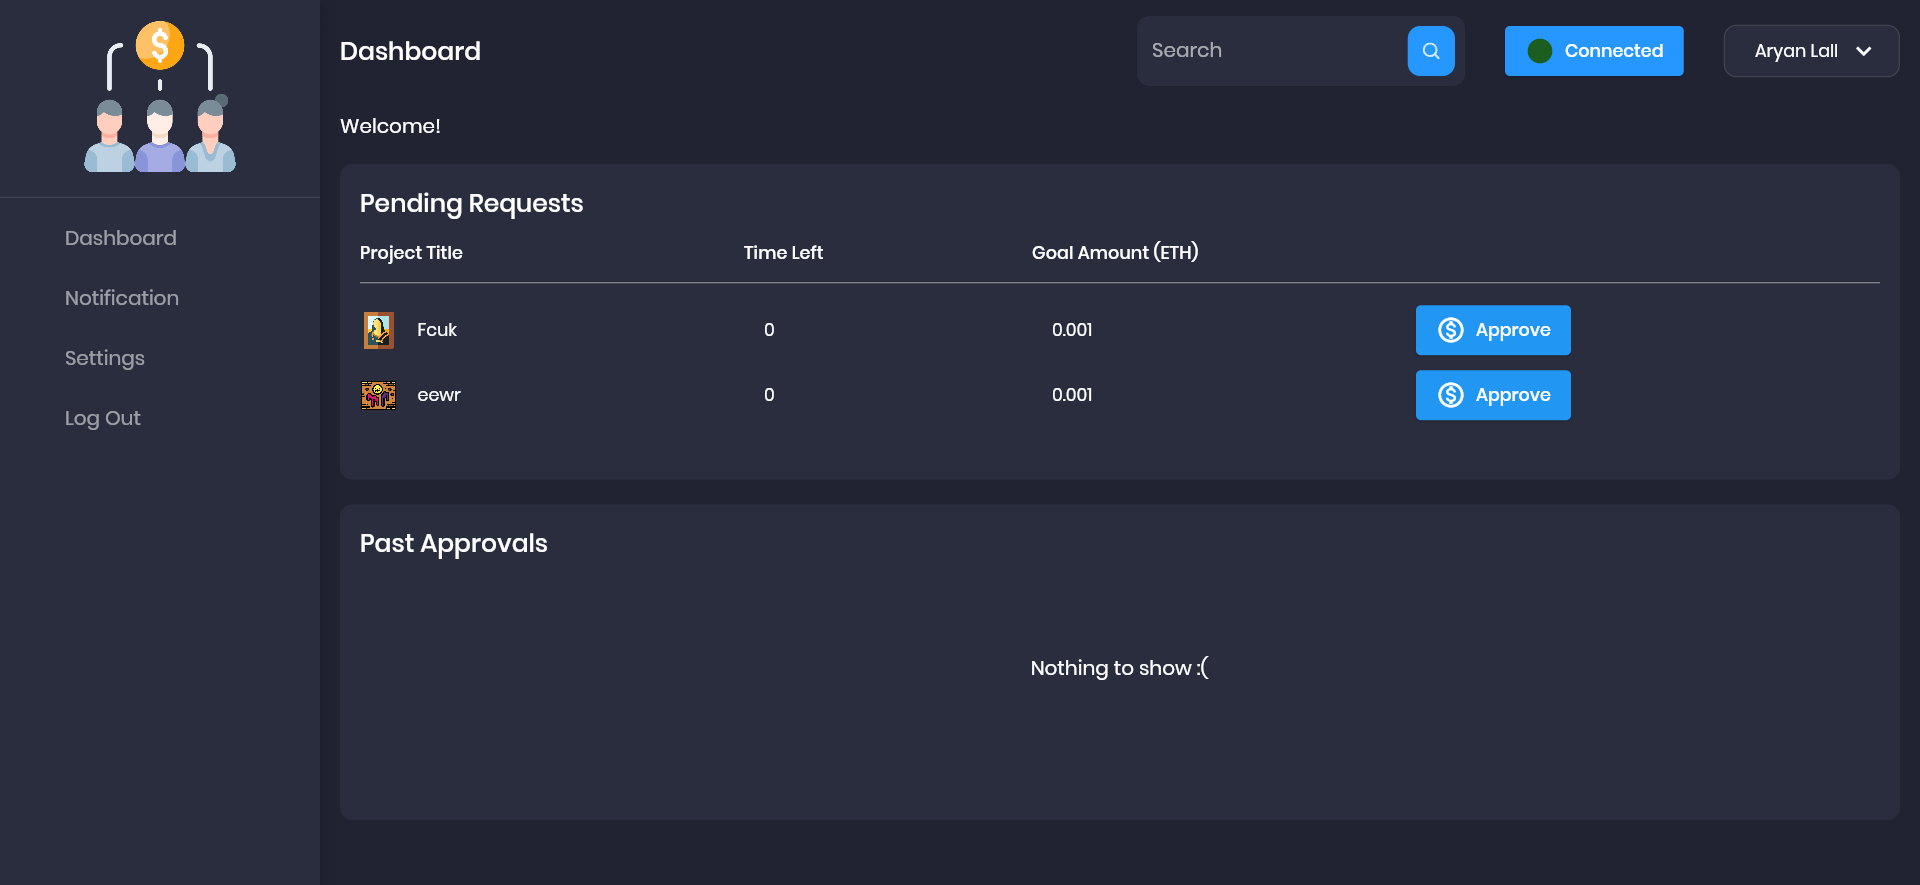 Dashboard
Search
Connected
Aryan Lall
Welcome!
Dashboard
Notification
Settings
Log Out
Pending Requests
Project Title Time Left Goal Amount (ETH)
Fcuk 0 0.001 Approve
eewr 0 0.001 Approve
Past Approvals
Nothing to show :(